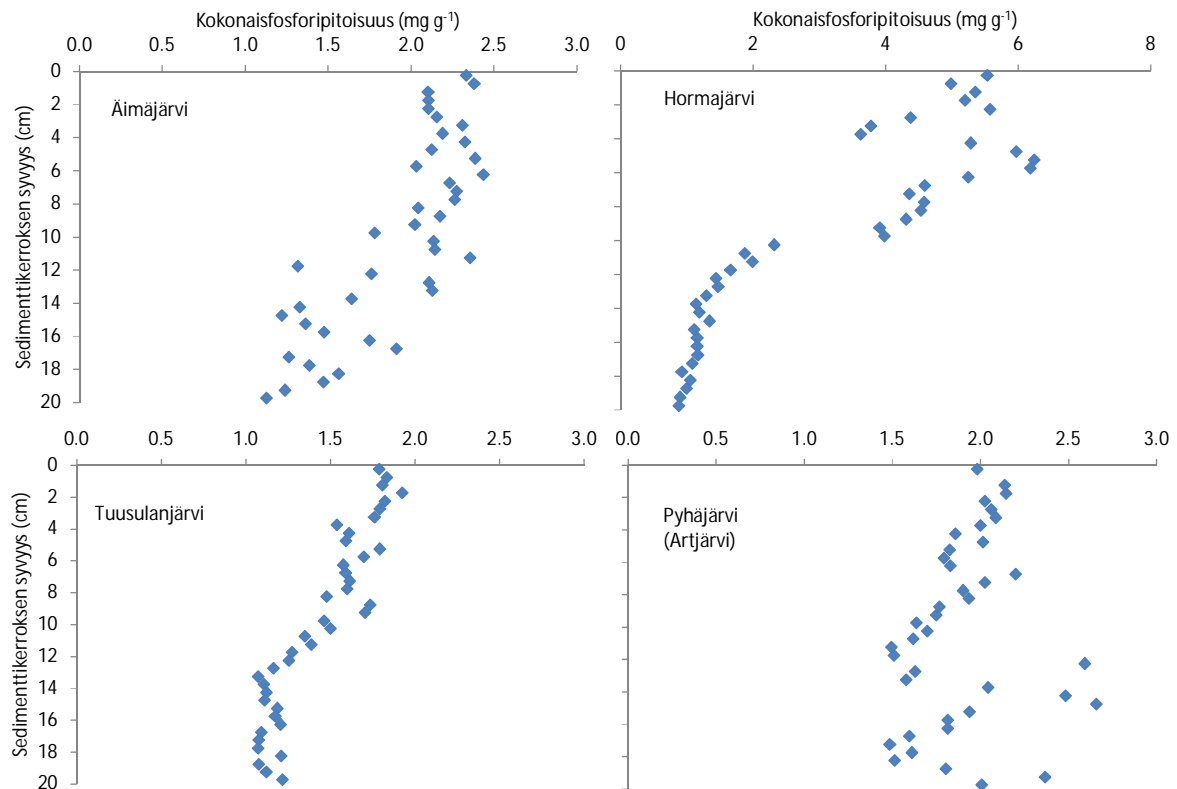 Kokonaisfosforipitoisuus (mg g-1)
0.0 0.5 1.0 1.5 2.0 2.5 3.0
Sedimenttikerroksen syvyys (cm)
0
2
4
6
8
10
12
14
16
18
20
Äimäjärvi
Kokonaisfosforipitoisuus (mg g-1)
0 2 4 6 8
Hormajärvi
0.0 0.5 1.0 1.5 2.0 2.5 3.0
Sedimenttikerroksen syvyys (cm)
0
2
4
6
8
10
12
14
16
18
20
Tuusulanjärvi
0.0 0.5 1.0 1.5 2.0 2.5 3.0
Pyhäjärvi
(Artjärvi)